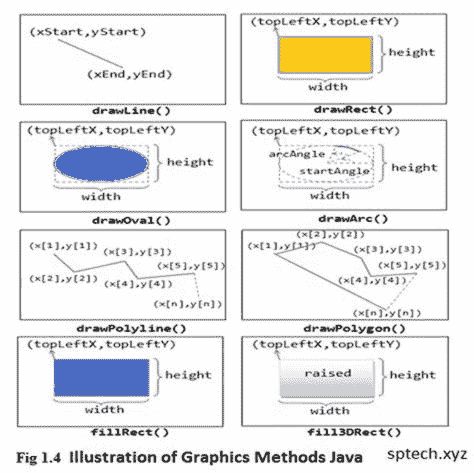 (xStart,yStart)
(xEnd,yEnd)
drawLine()
(topLeftX,topLeftY)
height
width
drawRect()
(topLeftX,topLeftY)
height
width
drawOval()
(topLeftX,topLeftY)
arcAngle
startAngle
height
width
drawArc()
(x[1],y[1])
(x[3],y[3])
(x[5],y[5])
(x[2],y[2])
(x[4],y[4])
(x[n],y[n])
drawPolyline()
(x[2],y[2])
(x[1],y[1])
(x[3],y[3])
(x[5],y[5])
(x[4],y[4])
(x[n],y[n])
drawPolygon()
(topLeftX,topLeftY)
height
width
fillRect()
(topLeftX,topLeftY)
raised
height
width
fill3DRect()
Fig 1.4 Illustration of Graphics Methods Java
sptech.xyz